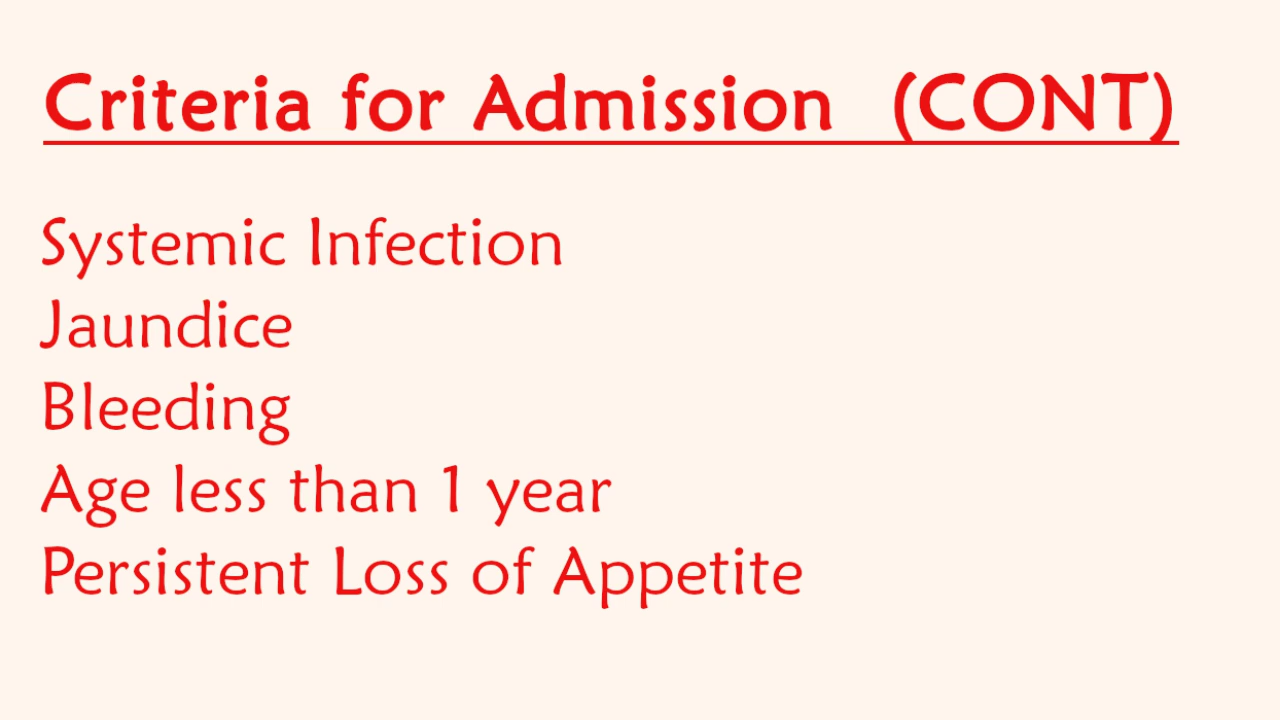 Criteria for Admission (CONT)
Systemic Infection
Jaundice
Bleeding
Age less than 1 year
Persistent Loss of Appetite